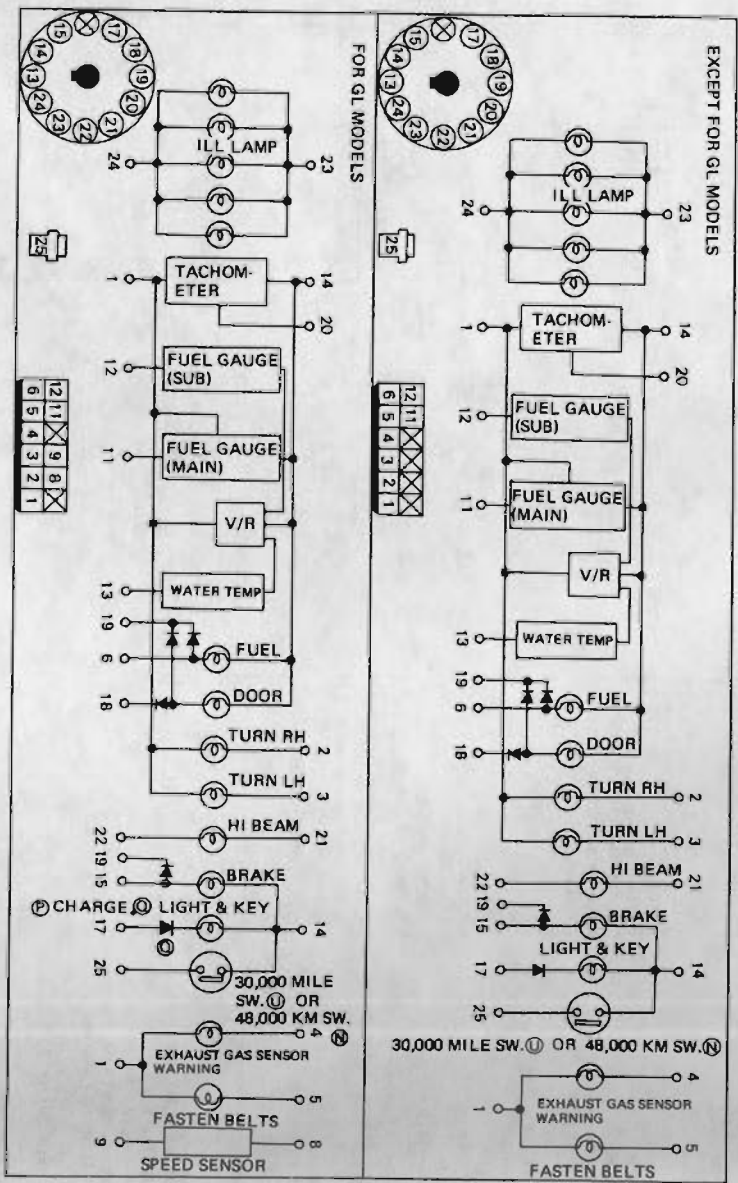 FOR GL MODELS
15
17
14
18
13
19
24
20
23
22
21
ILL LAMP
24
23
25
1
TACHOM-
ETER
14
20
12
FUEL GAUGE
(SUB)
11
FUEL GAUGE
(MAIN)
6 12
5 11
4
3 9
2 8
1
V/R
13
WATER TEMP
19
6
FUEL
18
DOOR
TURN RH
2
TURN LH
3
22
HI BEAM
21
19
15
BRAKE
Ⓟ CHARGE, Ⓠ LIGHT & KEY
17
14
Ⓠ
25
30,000 MILE
SW. Ⓤ OR
48,000 KM SW.
Ⓝ
4
1
EXHAUST GAS SENSOR
WARNING
5
FASTEN BELTS
9
8
SPEED SENSOR
EXCEPT FOR GL MODELS
15
17
14
18
13
19
24
20
23
22
21
ILL LAMP
24
23
25
1
TACHOM-
ETER
14
20
12
FUEL GAUGE
(SUB)
11
FUEL GAUGE
(MAIN)
6 12
5 11
4
3
2
1
V/R
13
WATER TEMP
19
6
FUEL
18
DOOR
TURN RH
2
TURN LH
3
22
HI BEAM
21
19
15
BRAKE
LIGHT & KEY
17
14
25
30,000 MILE SW. Ⓤ OR 48,000 KM SW. Ⓝ
4
1
EXHAUST GAS SENSOR
WARNING
5
FASTEN BELTS